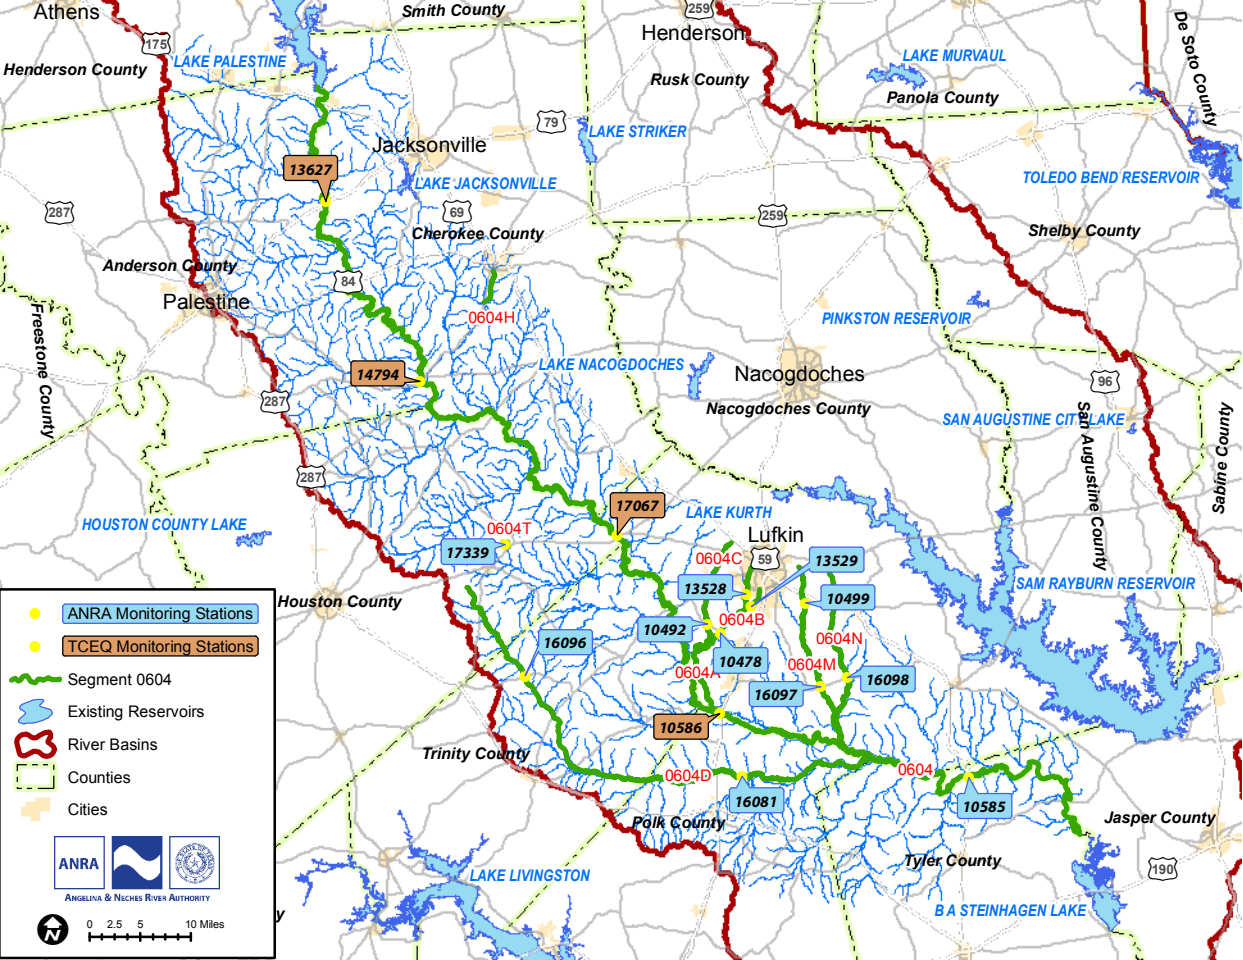 Athens
Smith County
259
Henderson
175
LAKE PALESTINE
Henderson County
LAKE MURVAUL
De Soto County
Rusk County
Panola County
79
LAKE STRIKER
Jacksonville
13627
LAKE JACKSONVILLE
TOLEDO BEND RESERVOIR
287
69
259
Cherokee County
Shelby County
Anderson County
84
Palestine
0604H
PINKSTON RESERVOIR
Freestone County
LAKE NACOGDOCHES
14794
Nacogdoches
96
287
Nacogdoches County
SAN AUGUSTINE CITY LAKE
San Augustine County
Sabine County
287
17067
LAKE KURTH
HOUSTON COUNTY LAKE
0604T
Lufkin
17339
0604C
59
13529
SAM RAYBURN RESERVOIR
13528
10499
Houston County
0604B
10492
0604N
16096
10478
0604M
0604A
16097
16098
10586
Trinity County
0604D
0604
16081
10585
Polk County
Jasper County
Tyler County
190
LAKE LIVINGSTON
B A STEINHAGEN LAKE
y
ANRA Monitoring Stations
TCEQ Monitoring Stations
Segment 0604
Existing Reservoirs
River Basins
Counties
Cities
ANRA
ANGELINA & NECHES RIVER AUTHORITY
N
0 2.5 5 10 Miles